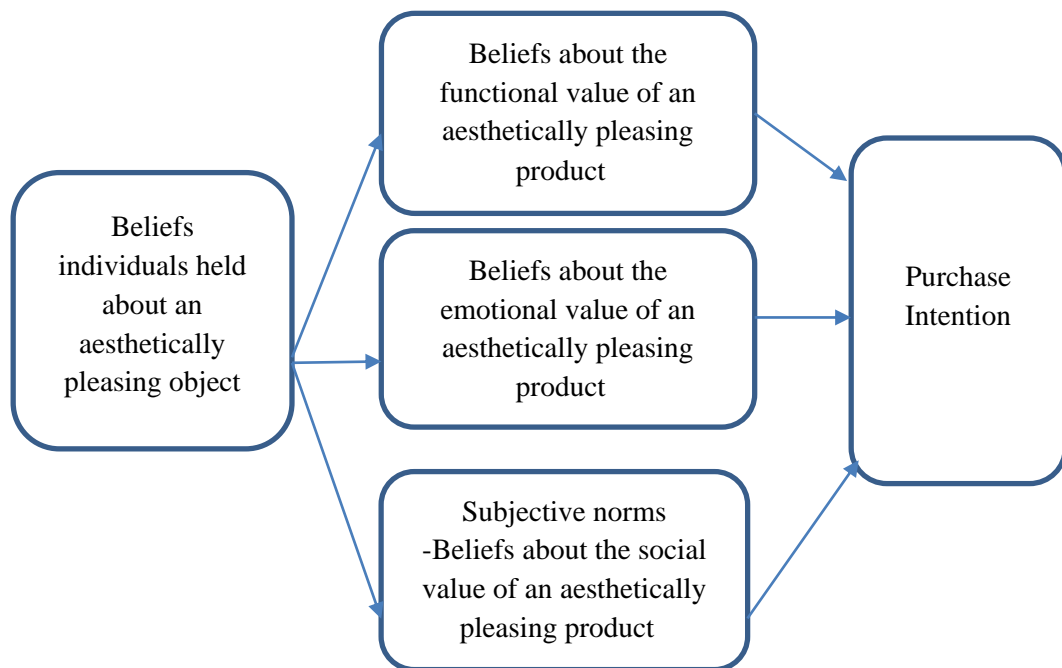 Beliefs
individuals held
about an
aesthetically
pleasing object
Beliefs about the
functional value of an
aesthetically pleasing
product
Beliefs about the
emotional value of an
aesthetically pleasing
product
Subjective norms
-Beliefs about the social
value of an aesthetically
pleasing product
Purchase
Intention